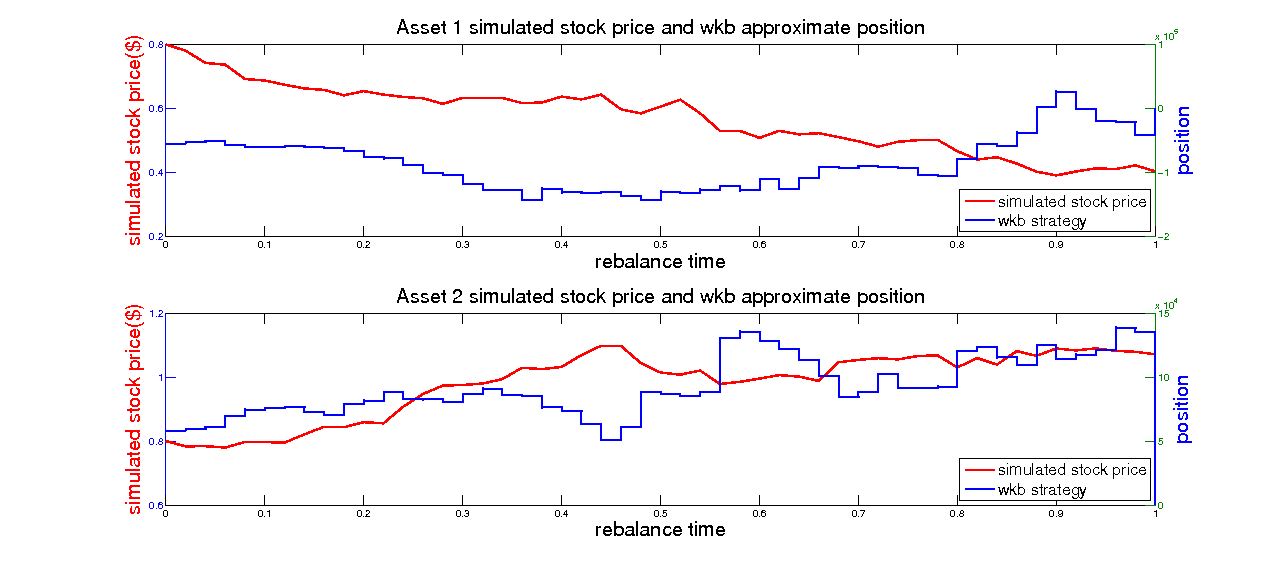 Asset 1 simulated stock price and wkb approximate position
x 10^5
simulated stock price($)
0.8
0.6
0.4
0.2
1
0
-1
-2
position
simulated stock price
wkb strategy
0 0.1 0.2 0.3 0.4 0.5 0.6 0.7 0.8 0.9 1
rebalance time
Asset 2 simulated stock price and wkb approximate position
x 10^4
simulated stock price($)
1.2
1
0.8
0.6
15
10
5
0
position
simulated stock price
wkb strategy
0 0.1 0.2 0.3 0.4 0.5 0.6 0.7 0.8 0.9 1
rebalance time